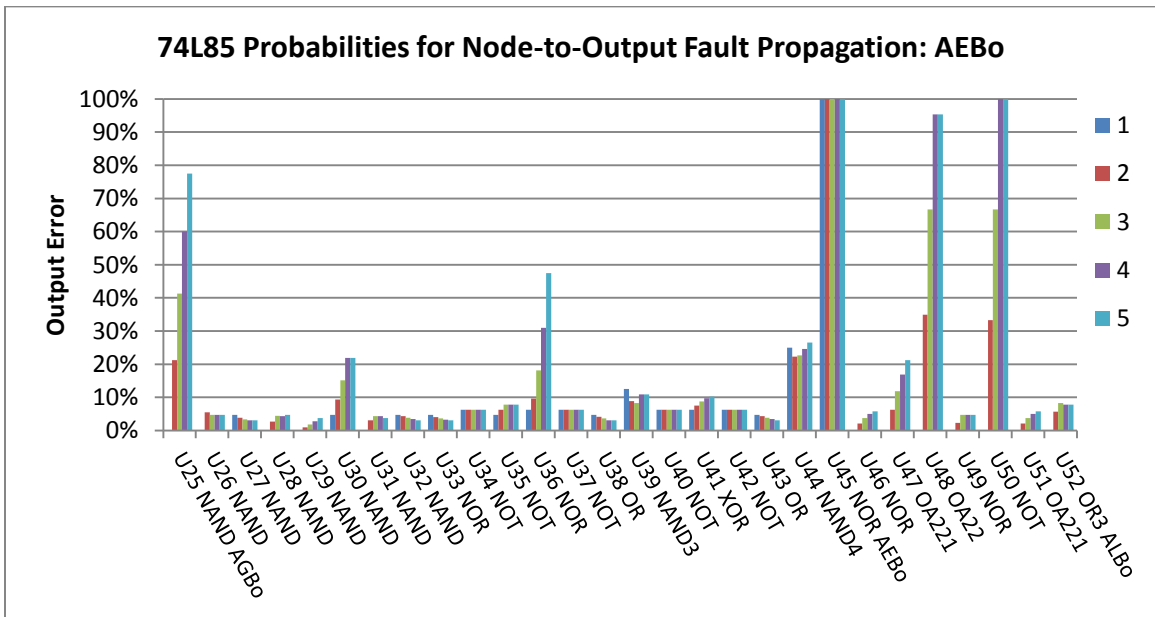 74L85 Probabilities for Node-to-Output Fault Propagation: AEBo
100%
90%
80%
70%
60%
50%
40%
30%
20%
10%
0%
Output Error
1
2
3
4
5
U25 NAND AGBo
U26 NAND
U27 NAND
U28 NAND
U29 NAND
U30 NAND
U31 NAND
U32 NAND
U33 NOR
U34 NOT
U35 NOT
U36 NOR
U37 NOT
U38 OR
U39 NAND3
U40 NOT
U41 XOR
U42 NOT
U43 OR
U44 NAND4
U45 NOR AEBo
U46 NOR
U47 OA221
U48 OA22
U49 NOR
U50 NOT
U51 OA221
U52 OR3 ALBo